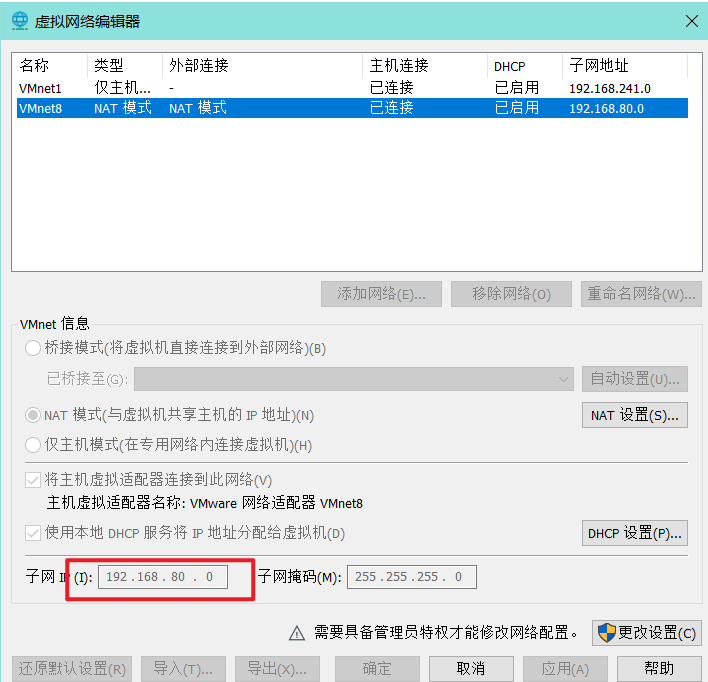 虚拟网络编辑器
名称 类型 外部连接 主机连接 DHCP 子网地址
VMnet1 仅主机... - 已连接 已启用 192.168.241.0
VMnet8 NAT 模式 NAT 模式 已连接 已启用 192.168.80.0
添加网络(E)... 移除网络(O) 重命名网络(W)...
VMnet 信息
桥接模式(将虚拟机直接连接到外部网络)(B)
已桥接至(G): 自动设置(U)...
NAT 模式(与虚拟机共享主机的 IP 地址)(N) NAT 设置(S)...
仅主机模式(在专用网络内连接虚拟机)(H)
将主机虚拟适配器连接到此网络(V)
主机虚拟适配器名称: VMware 网络适配器 VMnet8
使用本地 DHCP 服务将 IP 地址分配给虚拟机(D) DHCP 设置(P)...
子网 IP (I): 192 . 168 . 80 . 0 子网掩码(M): 255 . 255 . 255 . 0
需要具备管理员特权才能修改网络配置。 更改设置(C)
还原默认设置(R) 导入(T)... 导出(X)... 确定 取消 应用(A) 帮助